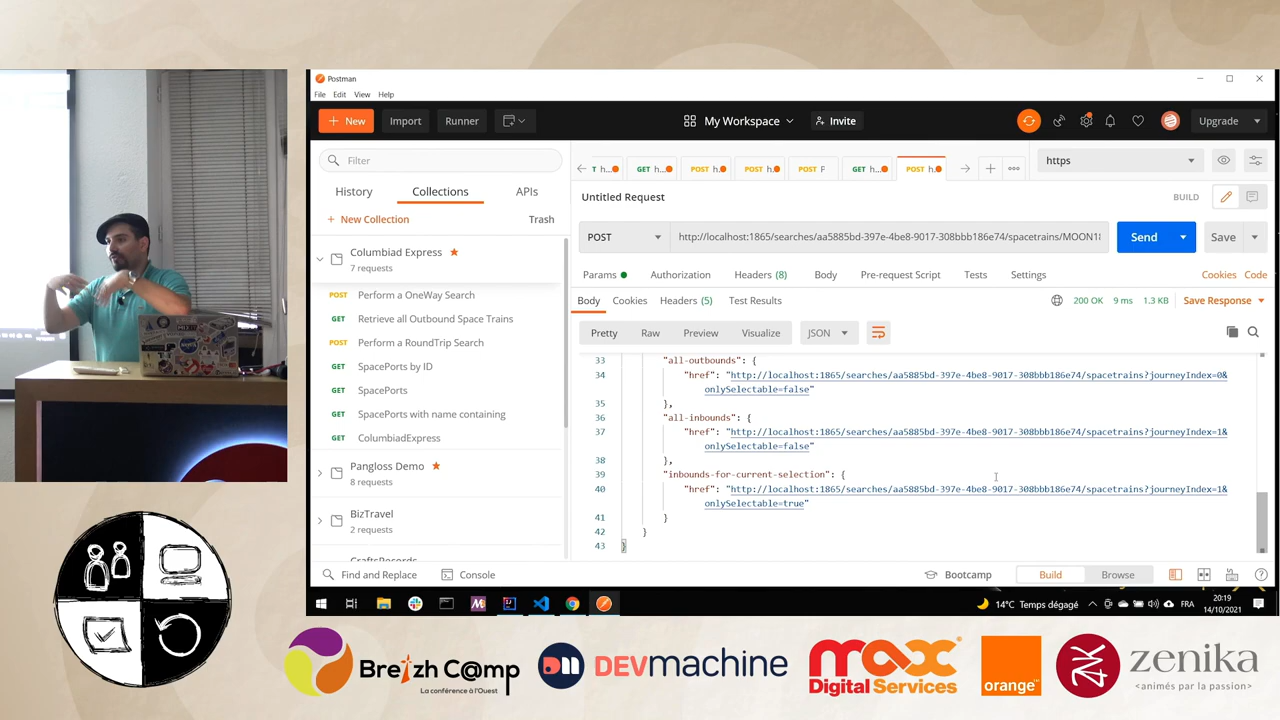 Postman
File Edit View Help
+ New Import Runner My Workspace Invite Upgrade
Filter
History Collections APIs
+ New Collection Trash
Columbiad Express
7 requests
POST Perform a OneWay Search
GET Retrieve all Outbound Space Trains
POST Perform a RoundTrip Search
GET SpacePorts by ID
GET SpacePorts
GET SpacePorts with name containing
GET ColumbiadExpress
Pangloss Demo
8 requests
BizTravel
2 requests
CraftsRecords
T h... GET h... POST h. POST h. POST P GET h... POST h. https
Untitled Request BUILD
POST http://localhost:1865/searches/aa5885bd-397e-4be8-9017-308bbb186e74/spacetrains/MOON18 Send Save
Params Authorization Headers (8) Body Pre-request Script Tests Settings Cookies Code
Body Cookies Headers (5) Test Results 200 OK 9 ms 1.3 KB Save Response
Pretty Raw Preview Visualize JSON
33 "all-outbounds": {
34 "href": "http://localhost:1865/searches/aa5885bd-397e-4be8-9017-308bbb186e74/spacetrains?journeyIndex=0&
onlySelectable=false"
35 },
36 "all-inbounds": {
37 "href": "http://localhost:1865/searches/aa5885bd-397e-4be8-9017-308bbb186e74/spacetrains?journeyIndex=1&
onlySelectable=false"
38 },
39 "inbounds-for-current-selection": {
40 "href": "http://localhost:1865/searches/aa5885bd-397e-4be8-9017-308bbb186e74/spacetrains?journeyIndex=1&
onlySelectable=true"
41 }
42 }
43 }
Find and Replace Console Bootcamp Build Browse
14°C Temps dégagé FRA 20:19
14/10/2021
Breizh C@mp
La conférence à l'Ouest
DEVmachine
max
Digital Services
orange
zenika
<animés par la passion>